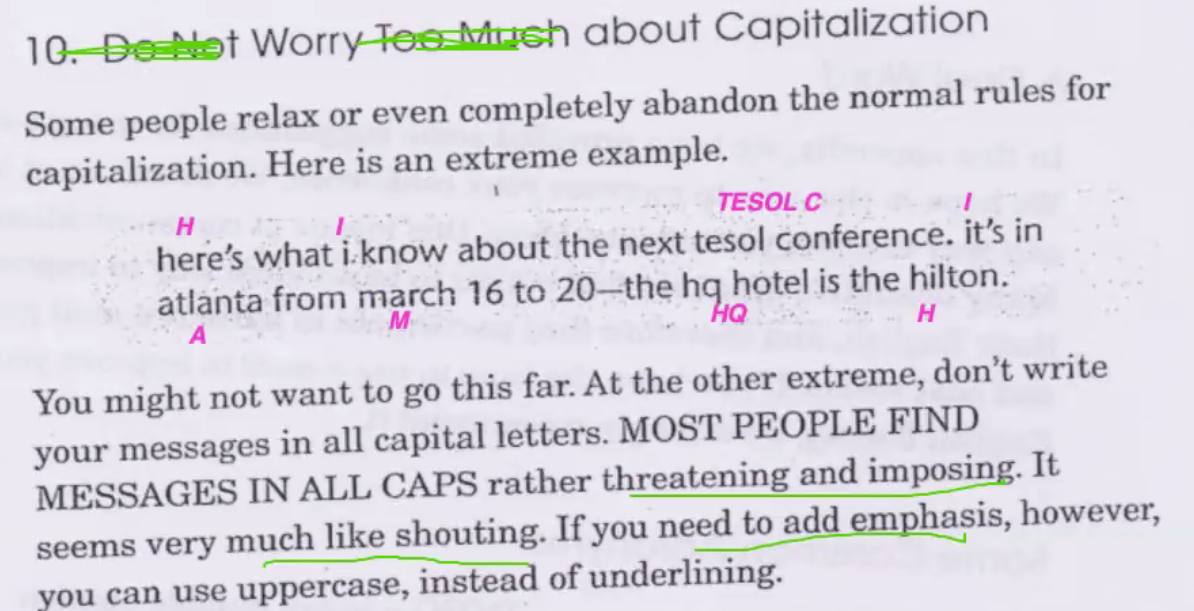 10. Do Not Worry Too Much about Capitalization
Some people relax or even completely abandon the normal rules for
capitalization. Here is an extreme example.
TESOL C I
H I
here's what i know about the next tesol conference. it's in
atlanta from march 16 to 20—the hq hotel is the hilton.
A M HQ H
You might not want to go this far. At the other extreme, don't write
your messages in all capital letters. MOST PEOPLE FIND
MESSAGES IN ALL CAPS rather threatening and imposing. It
seems very much like shouting. If you need to add emphasis, however,
you can use uppercase, instead of underlining.